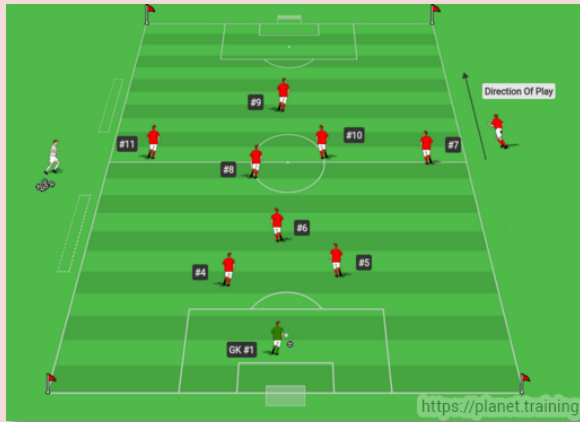 Direction Of Play
#9
#11
#10
#7
#8
#6
#4
#5
GK #1
https://planet.training